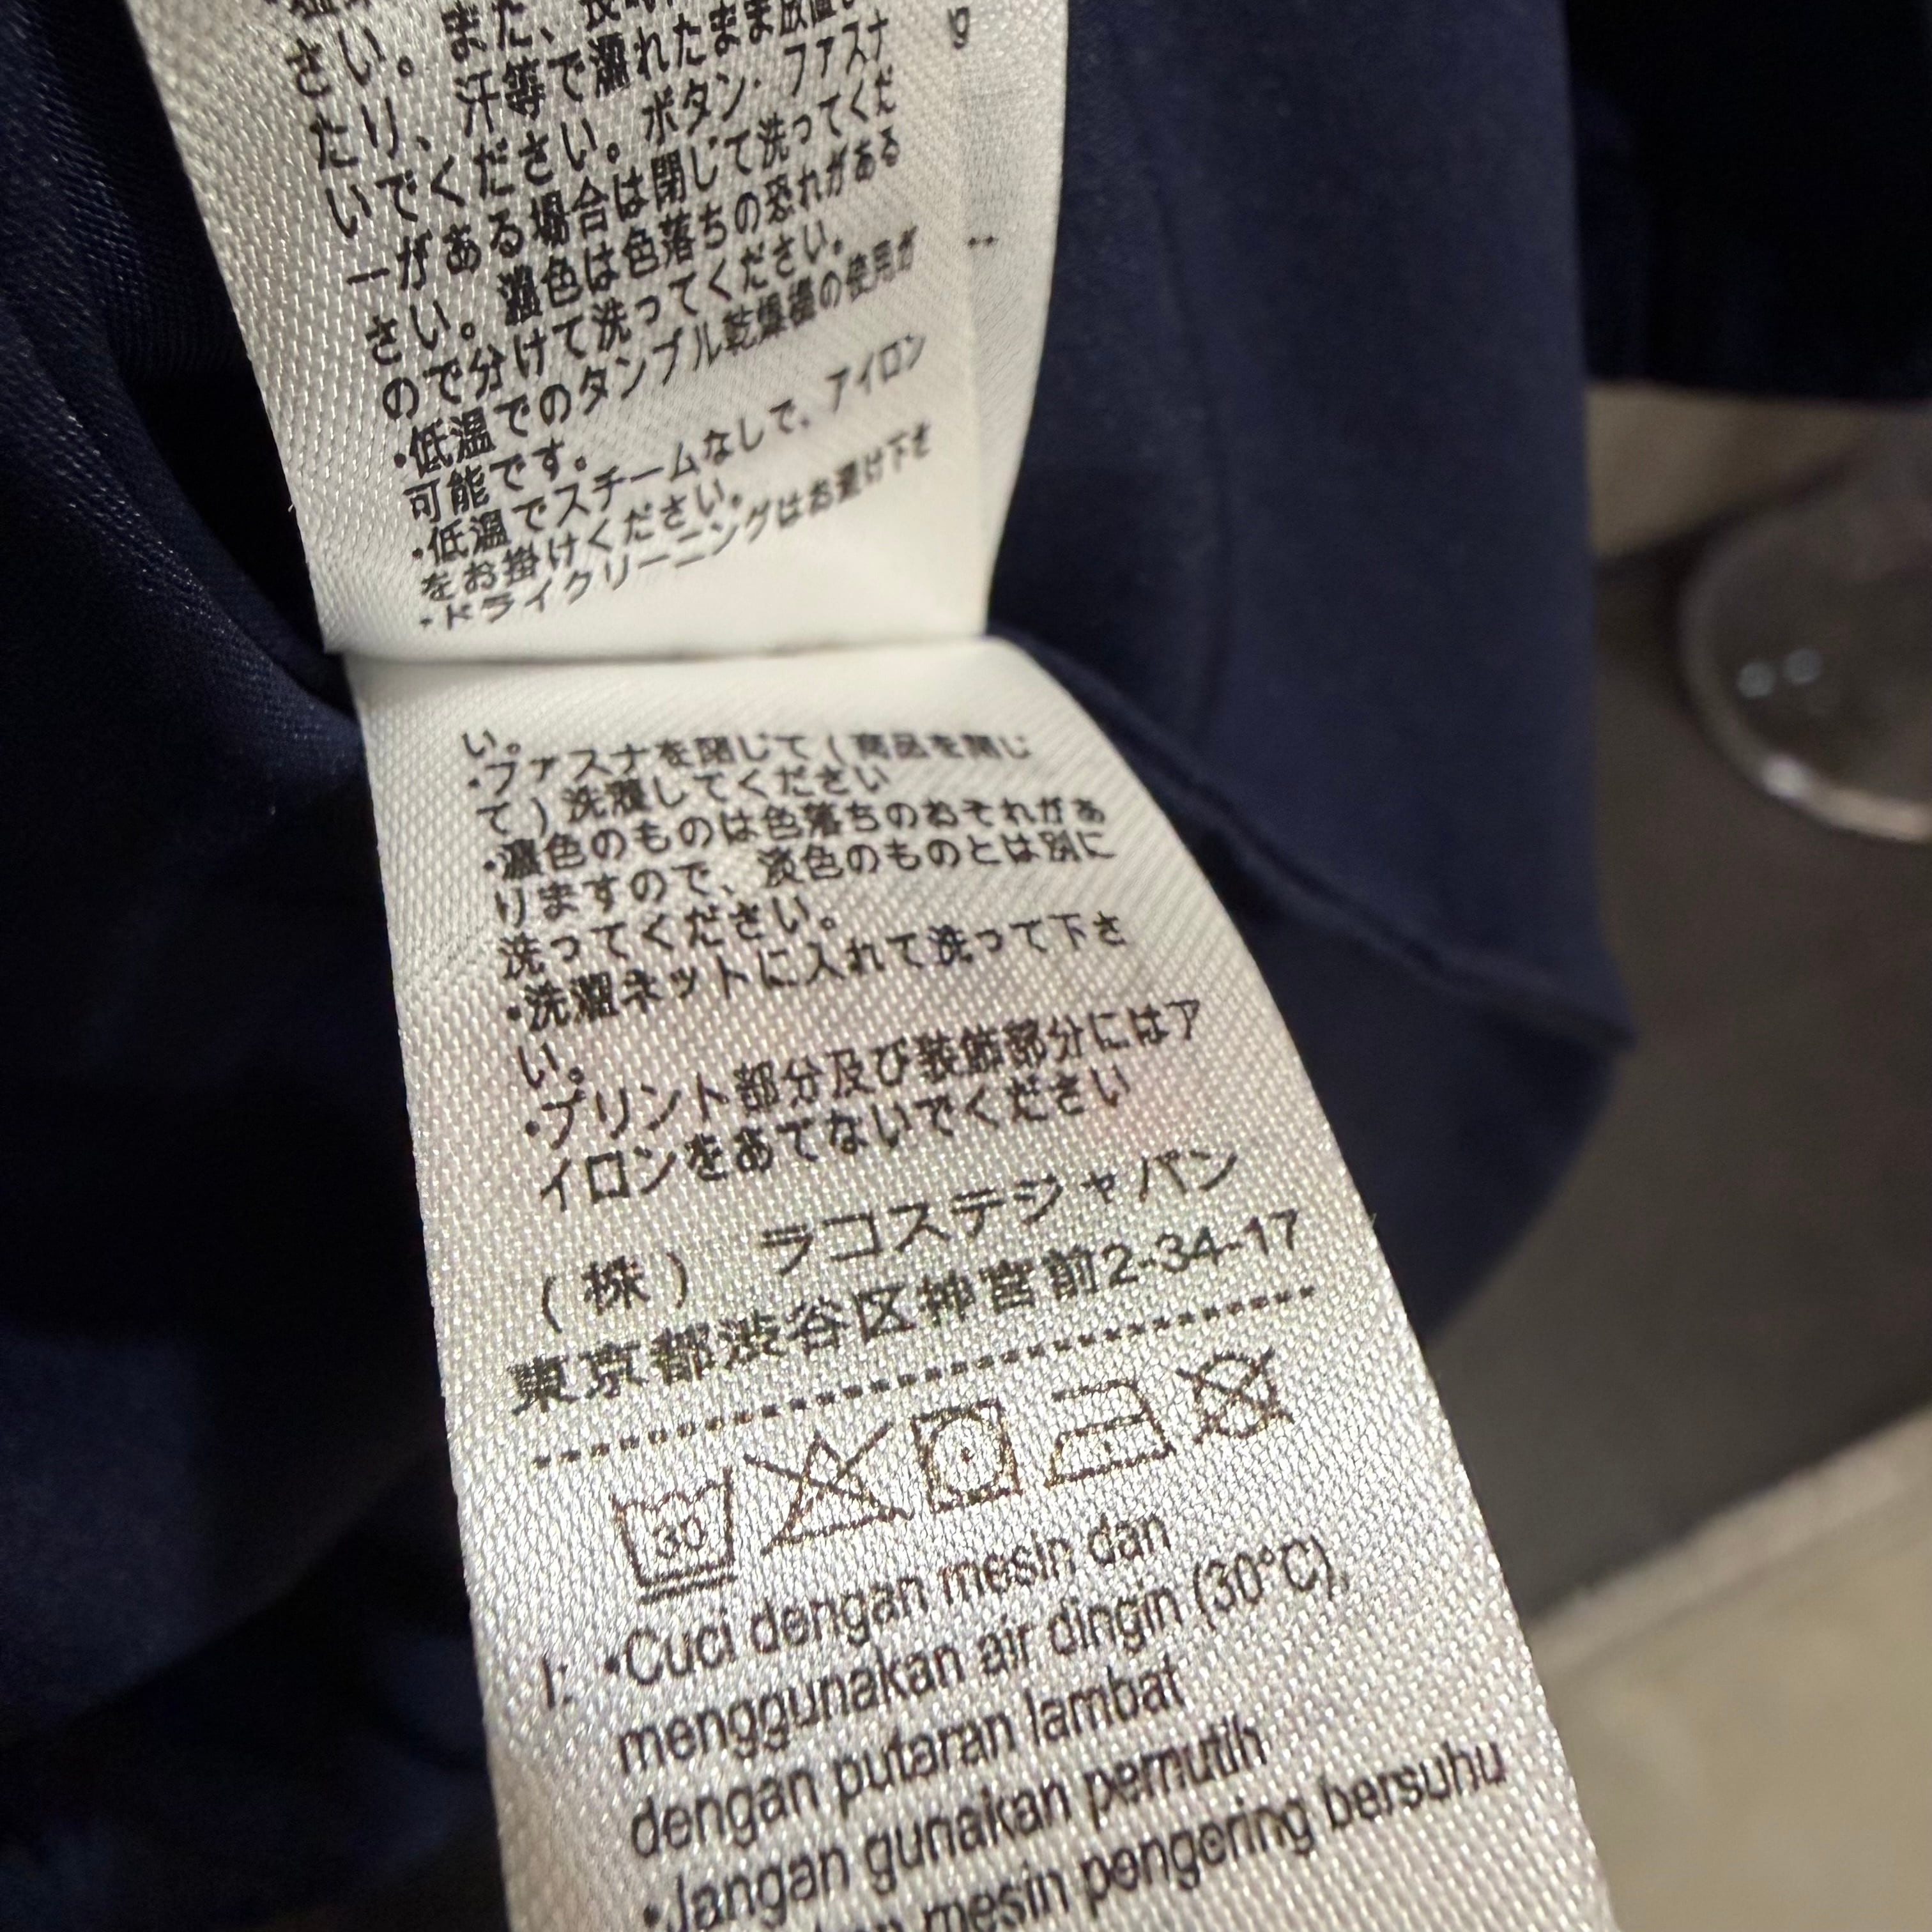 さい。また、長時
汗等で濡れたまま放置し
たり、
いでください。ボタン・ファスナ
ーがある場合は閉じて洗ってくだ
さい。濃色は色落ちの恐れがある
ので分けて洗ってください。
・低温でのタンブル乾燥機の使用が
可能です。
・低温でスチームなしで、アイロン
をお掛けください。
・ドライクリーニングはお避け下さ
い。
・ファスナを閉じて(商品を閉じ
て)洗濯してください
・濃色のものは色落ちのおそれがあ
りますので、淡色のものとは別に
洗ってください。
・洗濯ネットに入れて洗って下さ
い。
・プリント部分及び装飾部分にはア
イロンをあてないでください
(株) ラコステジャパン
東京都渋谷区神宮前2-34-17
30
I: •Cuci dengan mesin dan
menggunakan air dingin (30°C),
dengan putaran lambat
•Jangan gunakan pemutih
mesin pengering bersuhu